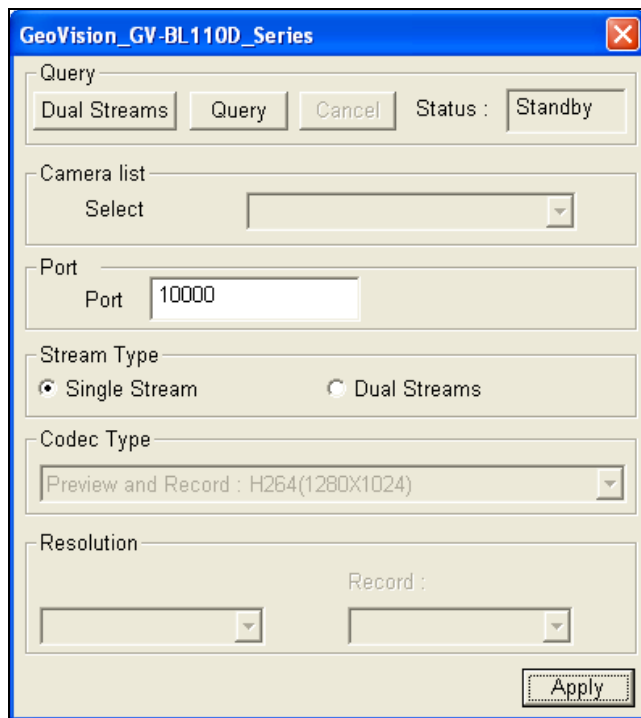 GeoVision_GV-BL110D_Series
Query
Dual Streams Query Cancel Status : Standby
Camera list
Select
Port
Port 10000
Stream Type
Single Stream Dual Streams
Codec Type
Preview and Record : H264(1280X1024)
Resolution
Record :
Apply